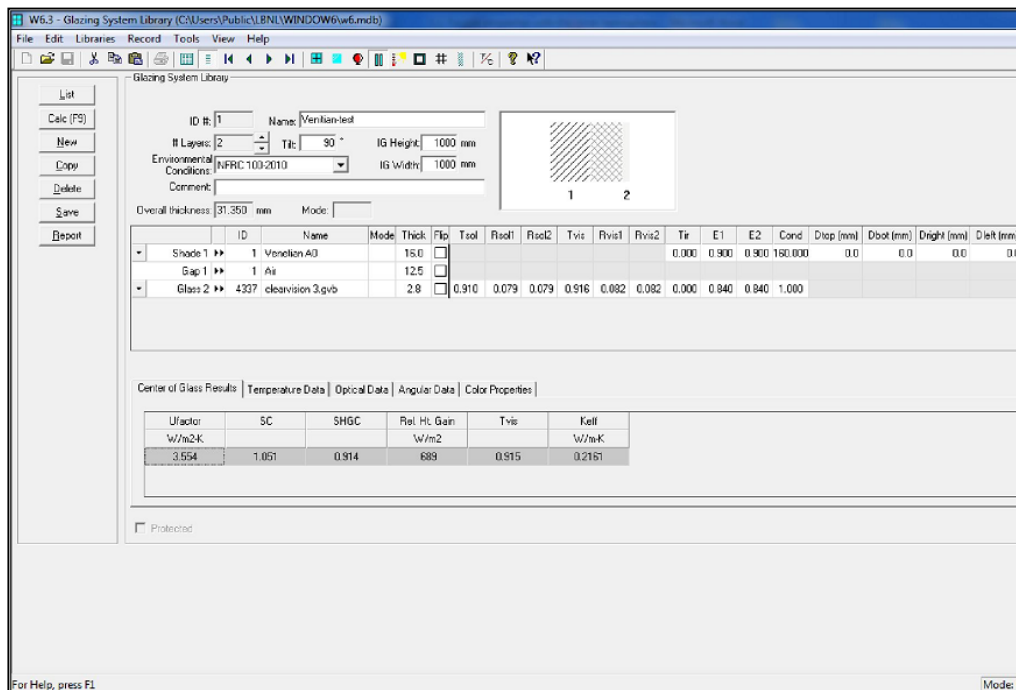 W6.3 - Glazing System Library (C:\Users\Public\LBNL\WINDOW6\w6.mdb)
File Edit Libraries Record Tools View Help
Glazing System Library
List
Calc (F9)
New
Copy
Delete
Save
Report
ID #: 1 Name: Venitian-test
# Layers: 2 Tilt: 90 ° IG Height: 1000 mm
Environmental Conditions: NFRC 100-2010 IG Width: 1000 mm
Comment:
Overall thickness: 31.350 mm Mode:
1 2
ID Name Mode Thick Flip Tsol Rsol1 Rsol2 Tvis Rvis1 Rvis2 Tir E1 E2 Cond Dtop (mm) Dbot (mm) Dright (mm) Dleft (mm)
Shade 1 1 Venetian A0 16.0 0.000 0.900 0.900 160.000 0.0 0.0 0.0 0.0
Gap 1 1 Air 12.5
Glass 2 4337 clearvision 3.gvb 2.8 0.910 0.079 0.079 0.916 0.082 0.082 0.000 0.840 0.840 1.000
Center of Glass Results Temperature Data Optical Data Angular Data Color Properties
Ufactor SC SHGC Rel. Ht. Gain Tvis Keff
W/m2-K W/m2 W/m-K
3.554 1.051 0.914 689 0.915 0.2161
Protected
For Help, press F1
Mode: